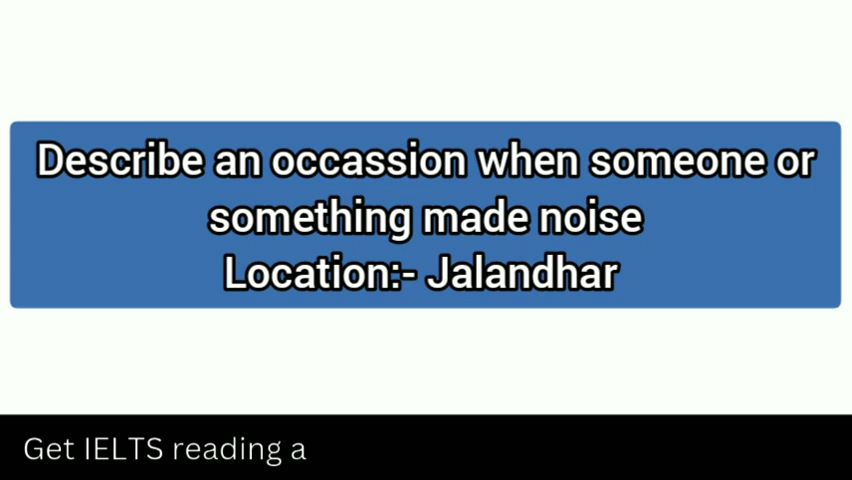 Describe an occassion when someone or
something made noise
Location:- Jalandhar
Get IELTS reading a